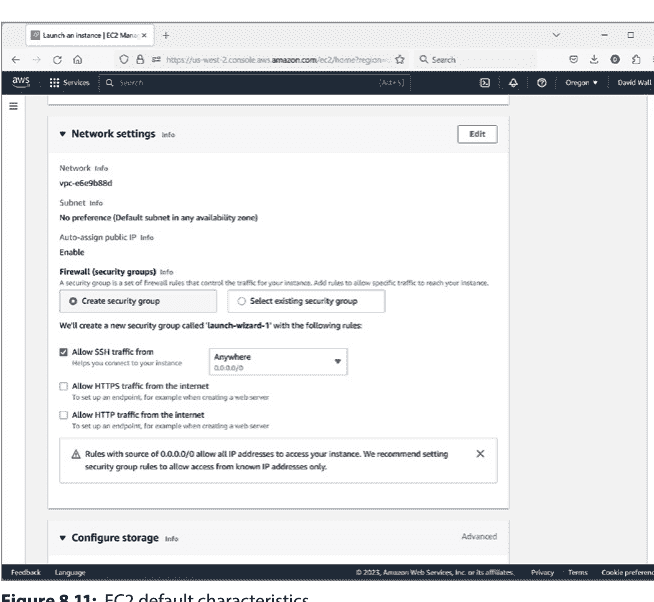 Launch an instance | EC2 Mana
https://us-west-2.console.aws.amazon.com/ec2/home?region=
Search
aws
Services
Search
[Alt+S]
Oregon
David Wall
Network settings Info
Edit
Network Info
vpc-e6e9b88d
Subnet Info
No preference (Default subnet in any availability zone)
Auto-assign public IP Info
Enable
Firewall (security groups) Info
A security group is a set of firewall rules that control the traffic for your instance. Add rules to allow specific traffic to reach your instance.
Create security group
Select existing security group
We'll create a new security group called 'launch-wizard-1' with the following rules:
Allow SSH traffic from
Helps you connect to your instance
Anywhere
0.0.0.0/0
Allow HTTPS traffic from the internet
To set up an endpoint, for example when creating a web server
Allow HTTP traffic from the internet
To set up an endpoint, for example when creating a web server
Rules with source of 0.0.0.0/0 allow all IP addresses to access your instance. We recommend setting
security group rules to allow access from known IP addresses only.
Configure storage Info
Advanced
Feedback
Language
© 2023, Amazon Web Services, Inc. or its affiliates.
Privacy
Terms
Cookie preferenc
Figure 8.11: EC2 default characteristics